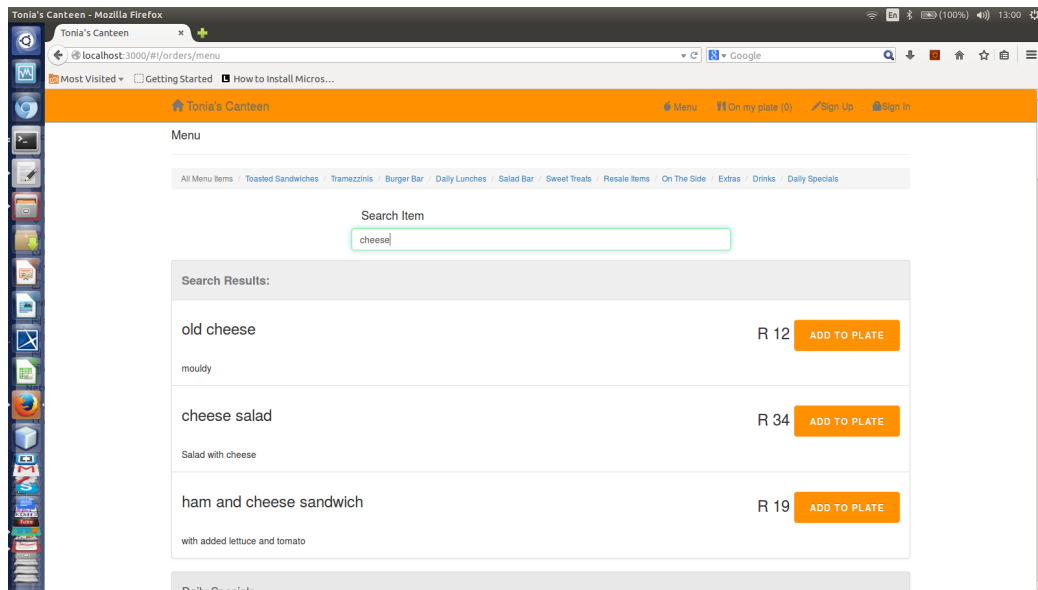 Tonia's Canteen - Mozilla Firefox
En (100%) 13:00
Tonia's Canteen
localhost:3000/#!/orders/menu
Google
Most Visited Getting Started How to Install Micros...
Tonia's Canteen Menu On my plate (0) Sign Up Sign in
Menu
All Menu Items / Toasted Sandwiches / Tramezzinis / Burger Bar / Daily Lunches / Salad Bar / Sweet Treats / Resale Items / On The Side / Extras / Drinks / Daily Specials
Search Item
cheese
Search Results:
old cheese
R 12 ADD TO PLATE
mouldy
cheese salad
R 34 ADD TO PLATE
Salad with cheese
ham and cheese sandwich
R 19 ADD TO PLATE
with added lettuce and tomato
Daily Specials